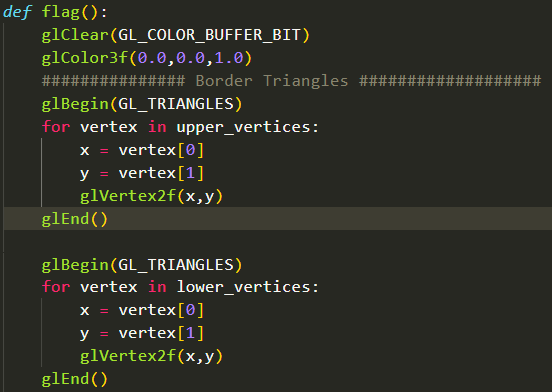 def flag():
    glClear(GL_COLOR_BUFFER_BIT)
    glColor3f(0.0,0.0,1.0)
    ############### Border Triangles ###################
    glBegin(GL_TRIANGLES)
    for vertex in upper_vertices:
        x = vertex[0]
        y = vertex[1]
        glVertex2f(x,y)
    glEnd()

    glBegin(GL_TRIANGLES)
    for vertex in lower_vertices:
        x = vertex[0]
        y = vertex[1]
        glVertex2f(x,y)
    glEnd()